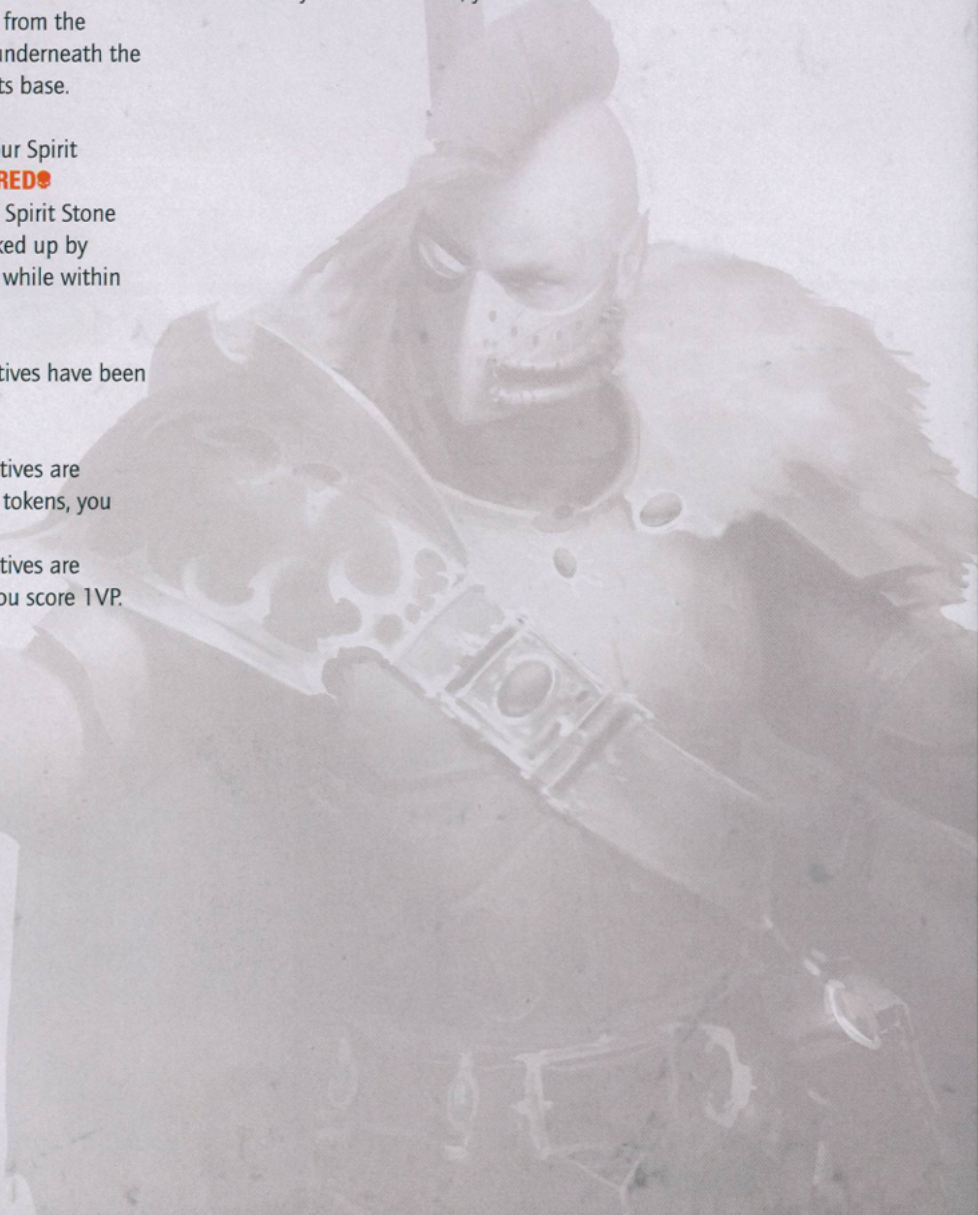 from the
underneath the
ts base.
ur Spirit
RED
Spirit Stone
ked up by
while within
tives have been
tives are
tokens, you
tives are
ou score 1VP.